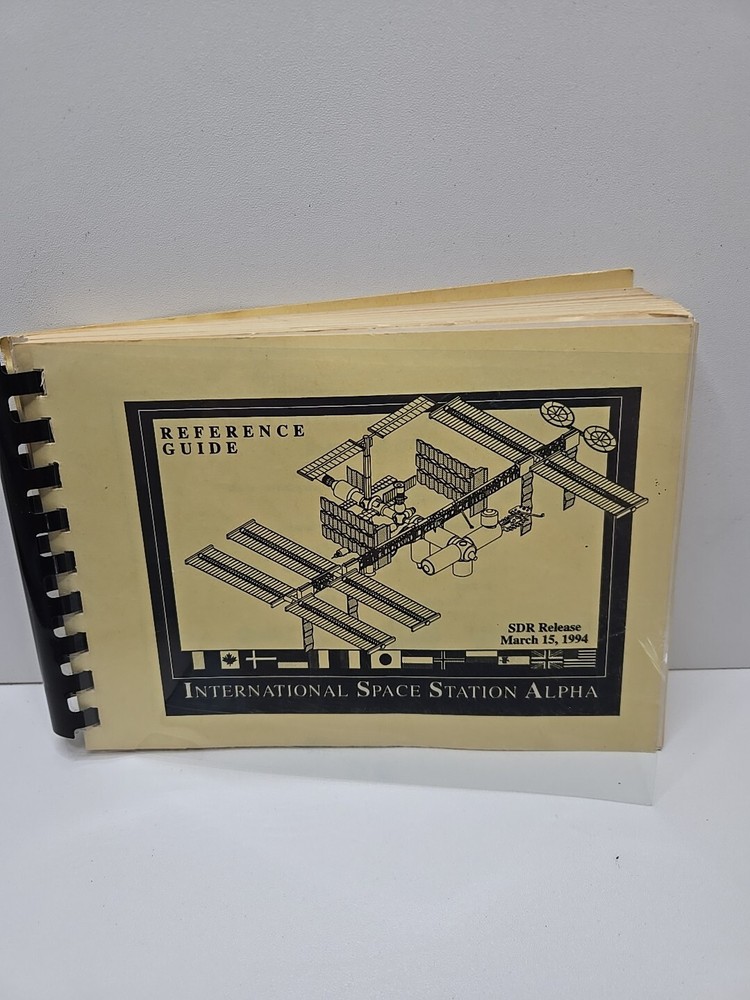 REFERENCE
GUIDE
SDR Release
March 15, 1994
INTERNATIONAL SPACE STATION ALPHA